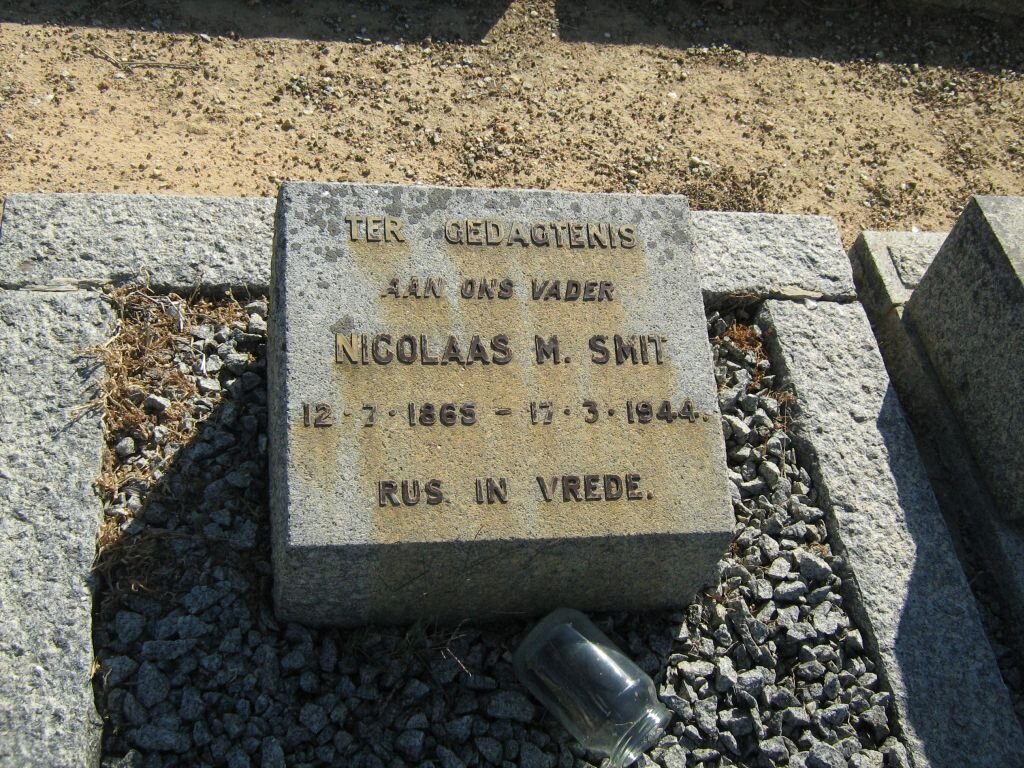 TER GEDAGTENIS
AAN ONS VADER
NICOLAAS M. SMIT
12·7·1865 – 17·3·1944.
RUS IN VREDE.